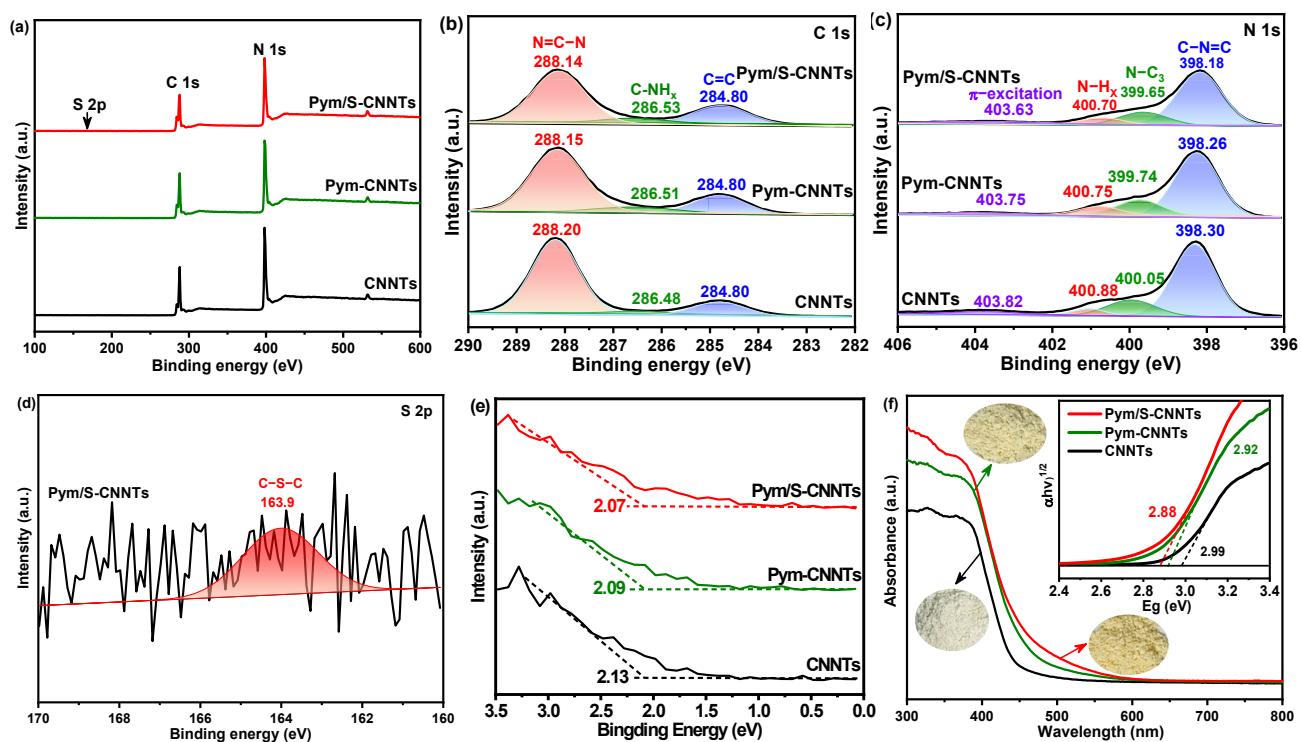 (a)
S 2p
C 1s
N 1s
Pym/S-CNNTs
Pym-CNNTs
CNNTs
Intensity (a.u.)
100 200 300 400 500 600
Binding energy (eV)
(b)
C 1s
N=C−N
288.14
C-NHx
286.53
C=C
284.80
Pym/S-CNNTs
288.15
286.51
284.80
Pym-CNNTs
288.20
286.48
284.80
CNNTs
Intensity (a.u.)
290 289 288 287 286 285 284 283 282
Binding energy (eV)
(c)
N 1s
C−N=C
398.18
N−C3
399.65
N−HX
400.70
π-excitation
403.63
Pym/S-CNNTs
398.26
399.74
400.75
403.75
Pym-CNNTs
398.30
400.05
400.88
403.82
CNNTs
Intensity (a.u.)
406 404 402 400 398 396
Binding energy (eV)
(d)
S 2p
Pym/S-CNNTs
C−S−C
163.9
Intensity (a.u.)
170 168 166 164 162 160
Binding energy (eV)
(e)
2.07
Pym/S-CNNTs
2.09
Pym-CNNTs
2.13
CNNTs
Intensity (a.u.)
3.5 3.0 2.5 2.0 1.5 1.0 0.5 0.0
Bingding Energy (eV)
(f)
Pym/S-CNNTs
Pym-CNNTs
CNNTs
2.92
2.88
2.99
αhv)1/2
2.4 2.6 2.8 3.0 3.2 3.4
Eg (eV)
Absorbance (a.u.)
300 400 500 600 700 800
Wavelength (nm)